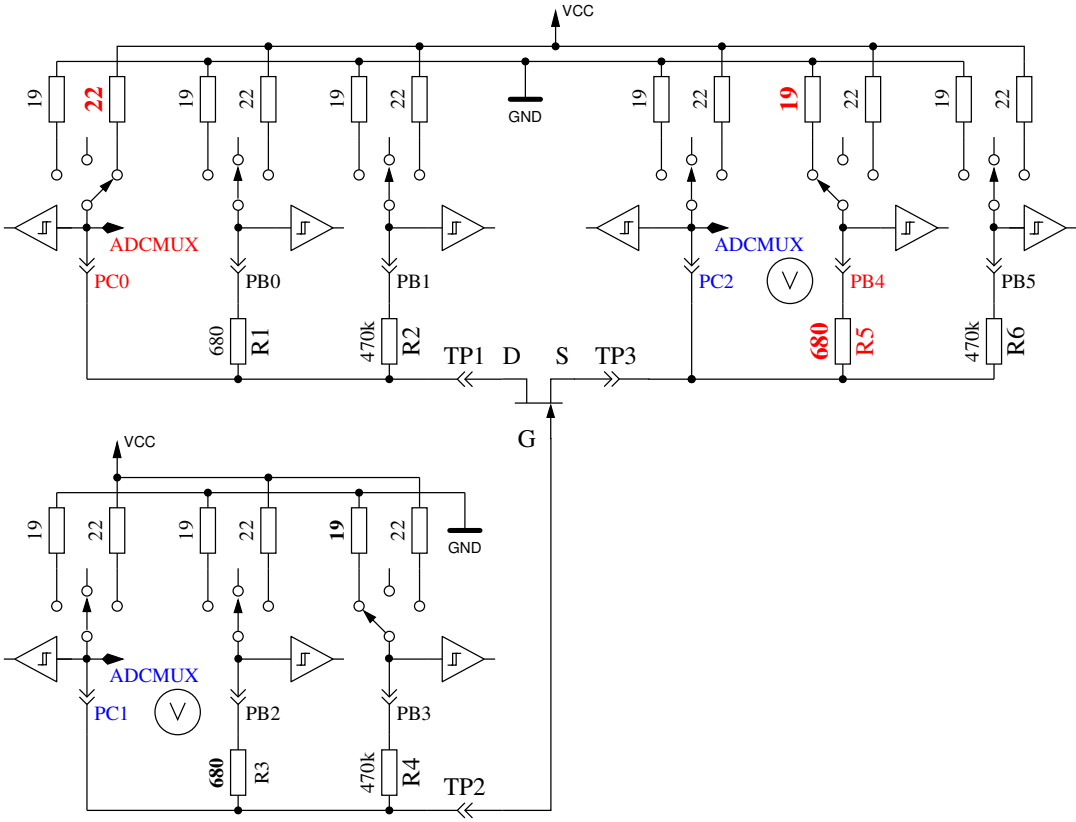 VCC
19 22 19 22 19 22 19 22 19 22 19 22
GND
ADCMUX ADCMUX
PC0 PB0 PB1 PC2 V PB4 PB5
680 R1 470k R2 680 R5 470k R6
TP1 D S TP3
G
VCC
19 22 19 22 19 22
GND
ADCMUX
PC1 V PB2 PB3
680 R3 470k R4
TP2